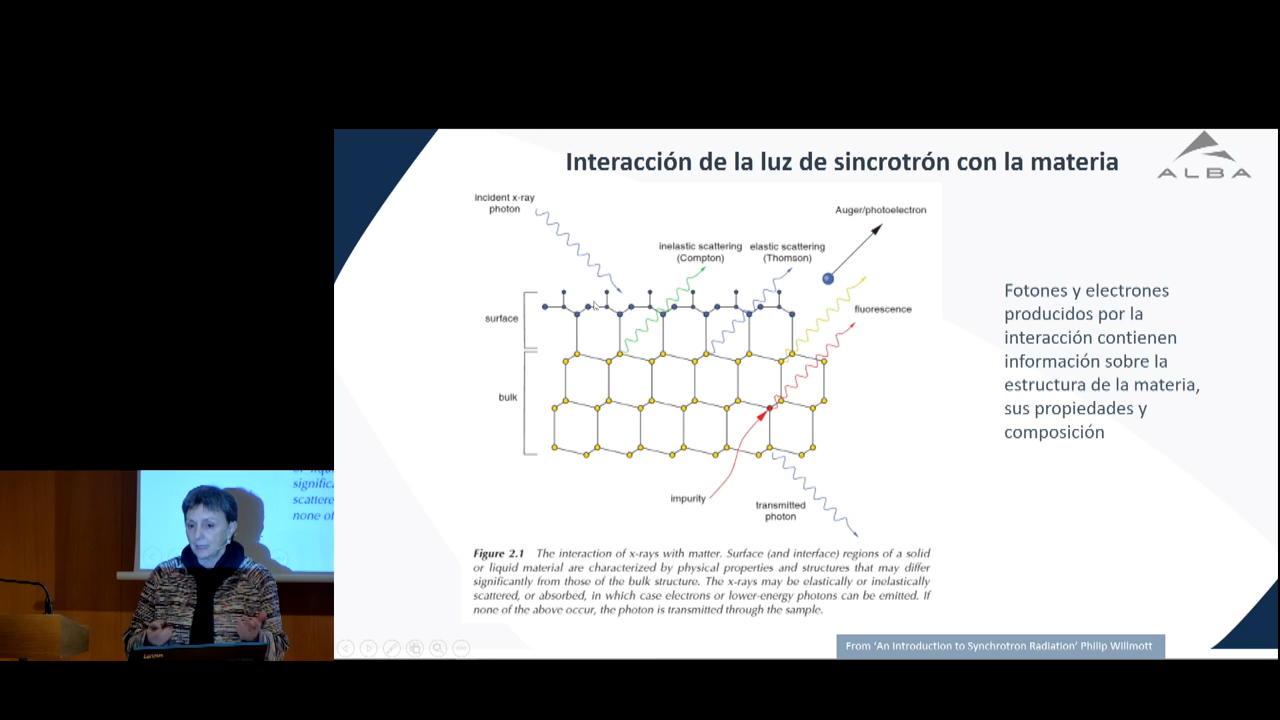 Interacción de la luz de sincrotrón con la materia
ALBA
incident x-ray
photon
Auger/photoelectron
inelastic scattering
(Compton)
elastic scattering
(Thomson)
fluorescence
surface
bulk
impurity
transmitted
photon
Fotones y electrones
producidos por la
interacción contienen
información sobre la
estructura de la materia,
sus propiedades y
composición
Figure 2.1 The interaction of x-rays with matter. Surface (and interface) regions of a solid
or liquid material are characterized by physical properties and structures that may differ
significantly from those of the bulk structure. The x-rays may be elastically or inelastically
scattered, or absorbed, in which case electrons or lower-energy photons can be emitted. If
none of the above occur, the photon is transmitted through the sample.
From 'An Introduction to Synchrotron Radiation' Philip Willmott
signific
scattere
none of
Lenovo